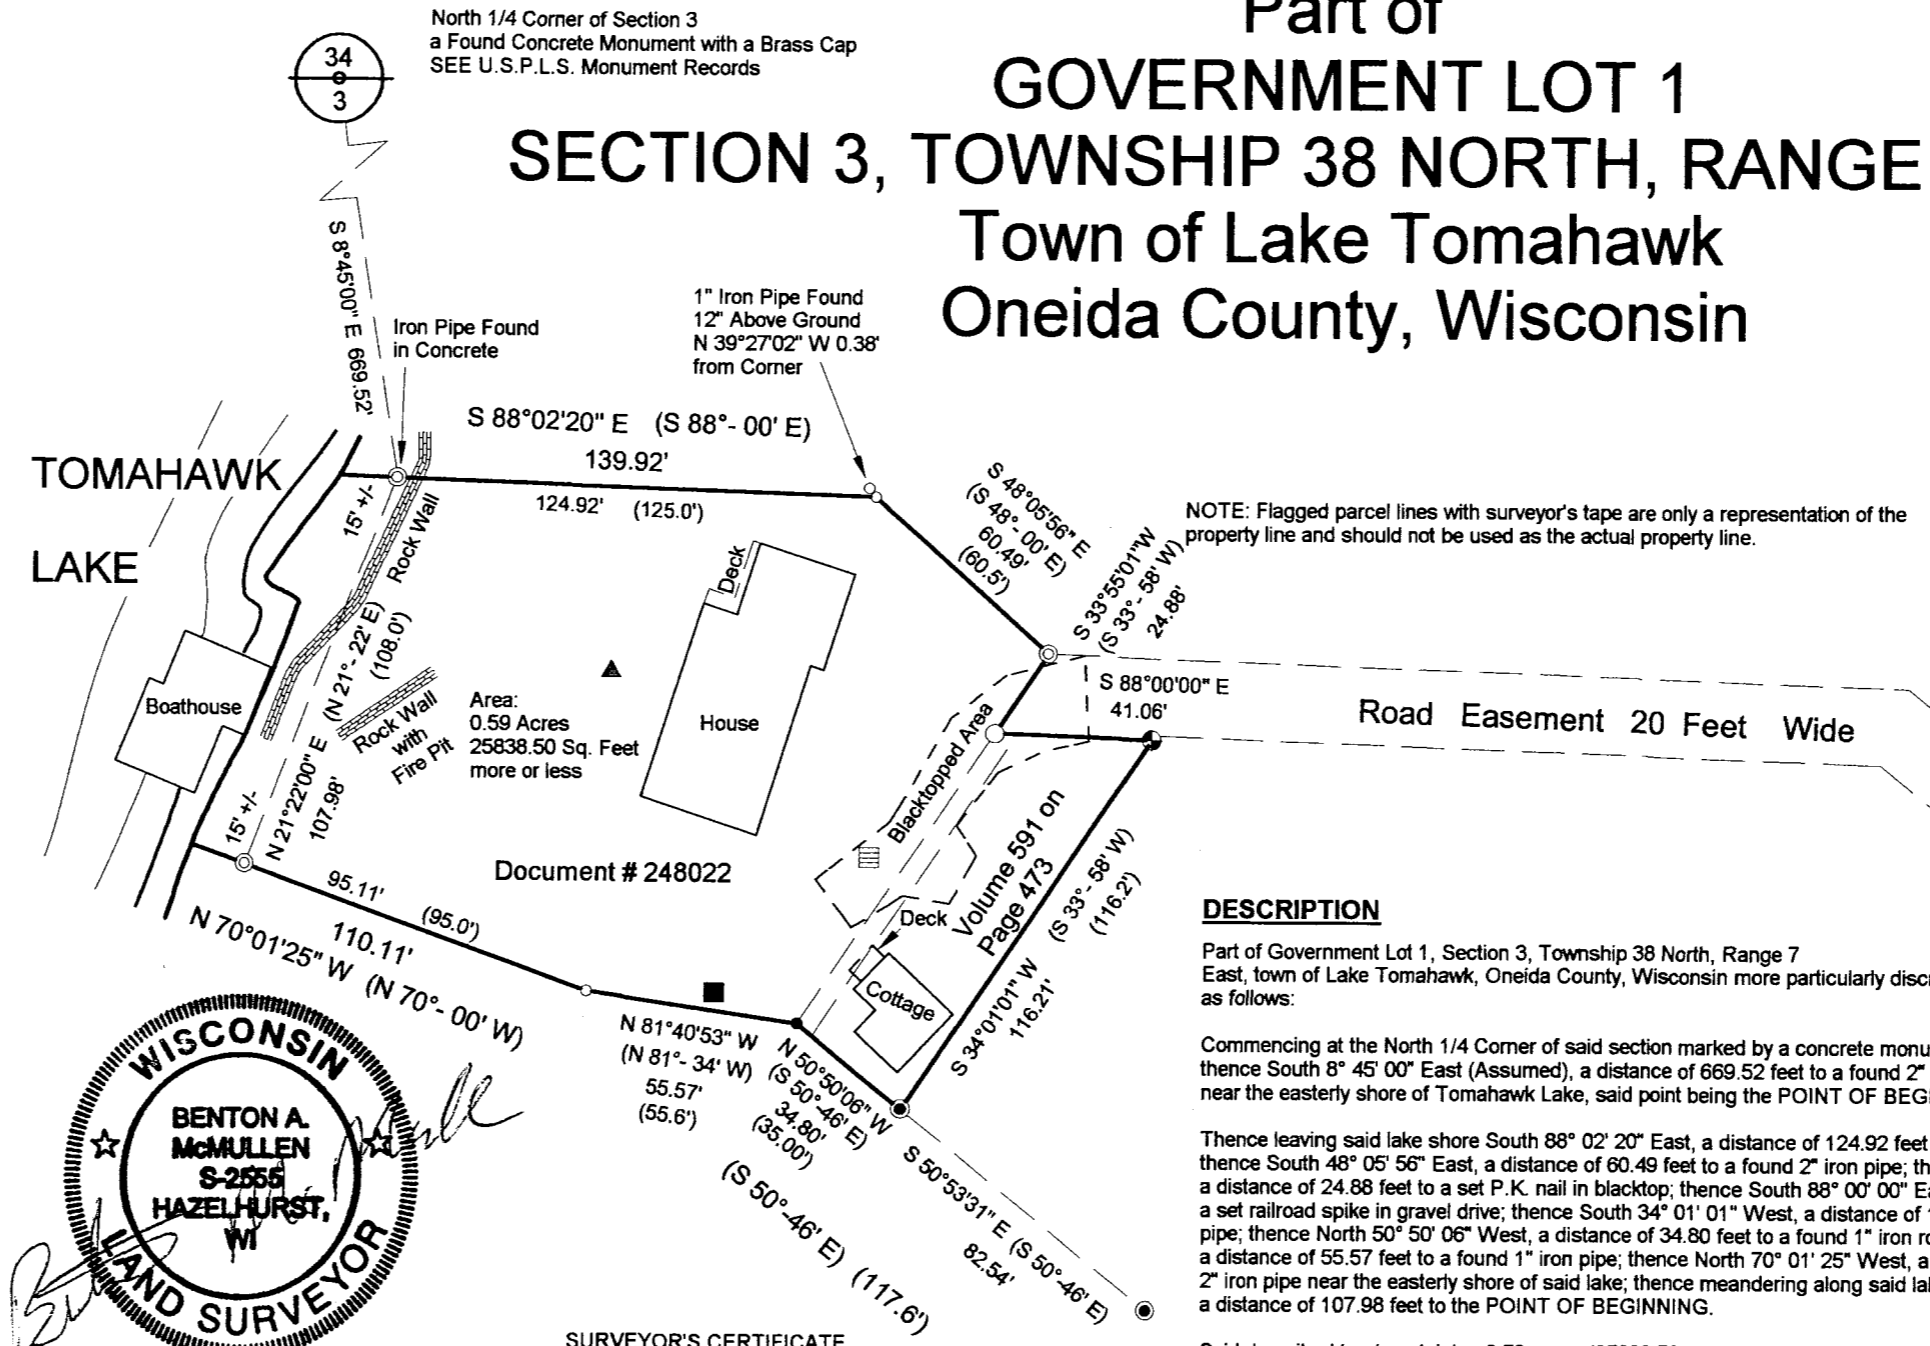 North 1/4 Corner of Section 3
a Found Concrete Monument with a Brass Cap
SEE U.S.P.L.S. Monument Records
34
3
Part of
GOVERNMENT LOT 1
SECTION 3, TOWNSHIP 38 NORTH, RANGE
Town of Lake Tomahawk
Oneida County, Wisconsin
S 8°45'00" E 669.52'
Iron Pipe Found
in Concrete
1" Iron Pipe Found
12" Above Ground
N 39°27'02" W 0.38'
from Corner
S 88°02'20" E (S 88°- 00' E)
139.92'
124.92' (125.0')
TOMAHAWK
LAKE
15' +/-
Rock Wall
Deck
S 48°05'56" E
(S 48°- 00' E)
60.49'
(60.5')
S 33°55'01"W
(S 33°- 58' W)
24.88'
NOTE: Flagged parcel lines with surveyor's tape are only a representation of the
property line and should not be used as the actual property line.
N 21°22'00" E (N 21°- 22' E)
107.98' (108.0')
Boathouse
Rock Wall
with
Fire Pit
Area:
0.59 Acres
25838.50 Sq. Feet
more or less
House
S 88°00'00" E
41.06'
Road Easement 20 Feet Wide
Blacktopped Area
15' +/-
Document # 248022
Volume 591 on
Page 473
Deck
Cottage
S 34°01'01" W (S 33°- 58' W)
116.21' (116.2')
95.11' (95.0')
110.11'
N 70°01'25" W (N 70°- 00' W)
N 81°40'53" W
(N 81°- 34' W)
55.57'
(55.6')
N 50°50'06" W
(S 50°-46' E)
34.80'
(35.00')
S 50°53'31" E (S 50°-46' E)
82.54'
(S 50°-46' E) (117.6')
WISCONSIN
BENTON A.
McMULLEN
S-2555
HAZELHURST,
WI
LAND SURVEYOR
SURVEYOR'S CERTIFICATE
DESCRIPTION
Part of Government Lot 1, Section 3, Township 38 North, Range 7
East, town of Lake Tomahawk, Oneida County, Wisconsin more particularly
as follows:
Commencing at the North 1/4 Corner of said section marked by a concrete
thence South 8° 45' 00" East (Assumed), a distance of 669.52 feet to a found 2"
near the easterly shore of Tomahawk Lake, said point being the POINT OF
Thence leaving said lake shore South 88° 02' 20" East, a distance of 124.92 feet
thence South 48° 05' 56" East, a distance of 60.49 feet to a found 2" iron pipe;
a distance of 24.88 feet to a set P.K. nail in blacktop; thence South 88° 00' 00"
a set railroad spike in gravel drive; thence South 34° 01' 01" West, a distance of
pipe; thence North 50° 50' 06" West, a distance of 34.80 feet to a found 1" iron
a distance of 55.57 feet to a found 1" iron pipe; thence North 70° 01' 25" West, a
2" iron pipe near the easterly shore of said lake; thence meandering along said
a distance of 107.98 feet to the POINT OF BEGINNING.